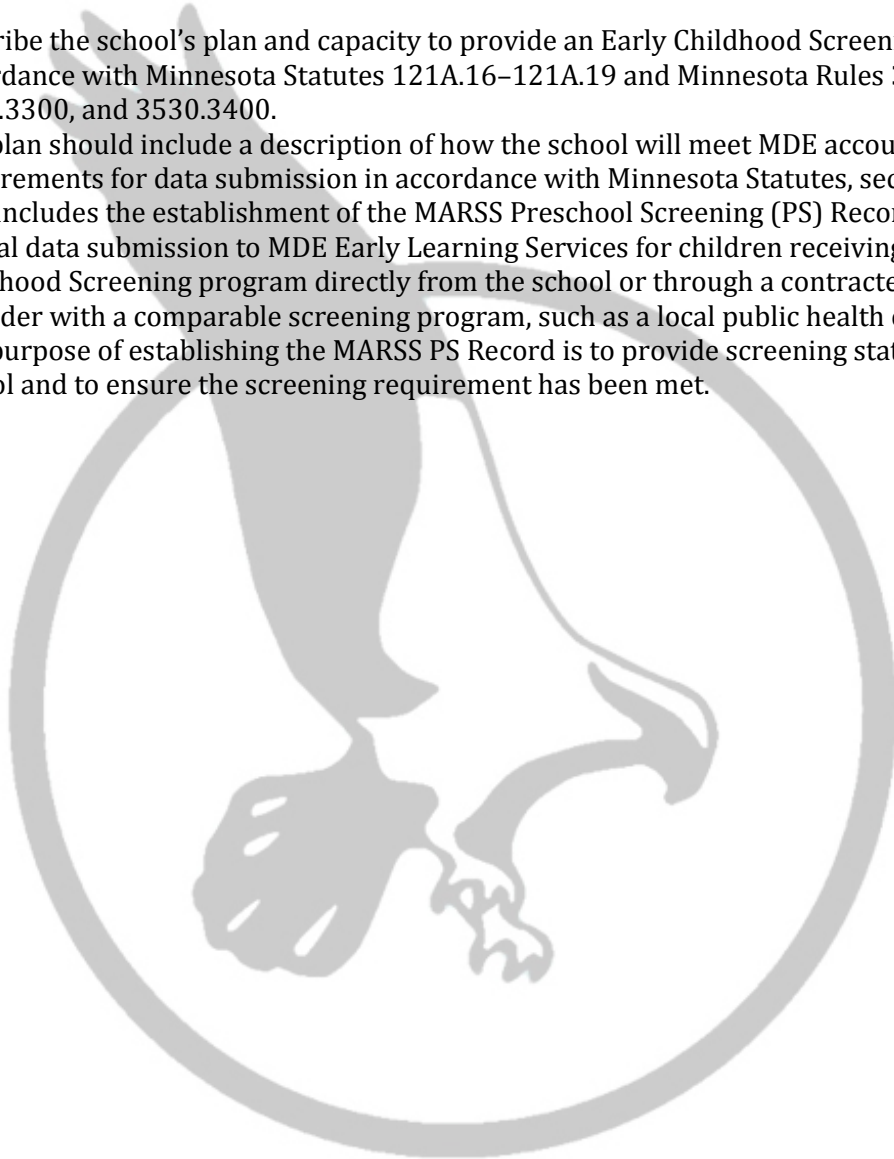 ribe the school's plan and capacity to provide an Early Childhood Screeni
rdance with Minnesota Statutes 121A.16–121A.19 and Minnesota Rules
.3300, and 3530.3400.
plan should include a description of how the school will meet MDE accou
rements for data submission in accordance with Minnesota Statutes, sec
includes the establishment of the MARSS Preschool Screening (PS) Recor
al data submission to MDE Early Learning Services for children receiving
hood Screening program directly from the school or through a contracte
der with a comparable screening program, such as a local public health
purpose of establishing the MARSS PS Record is to provide screening stat
ol and to ensure the screening requirement has been met.